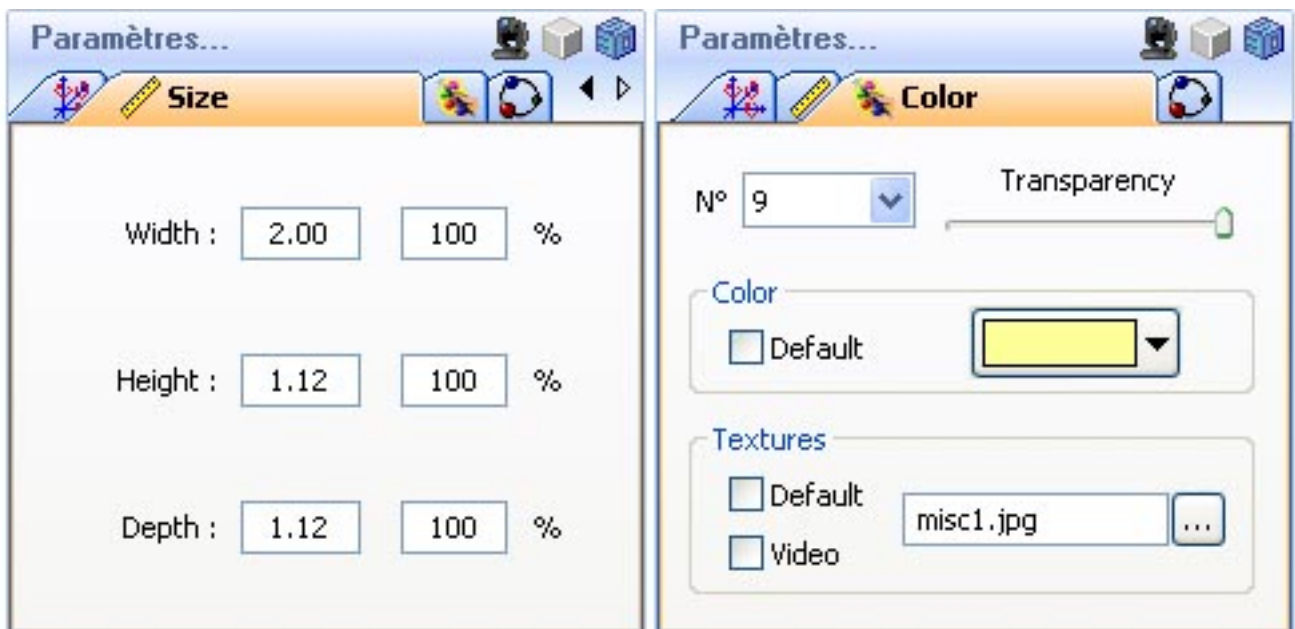 Paramètres...
Size
Width : 2.00 100 %
Height : 1.12 100 %
Depth : 1.12 100 %
Paramètres...
Color
N° 9 Transparency
Color
Default
Textures
Default
misc1.jpg ...
Video